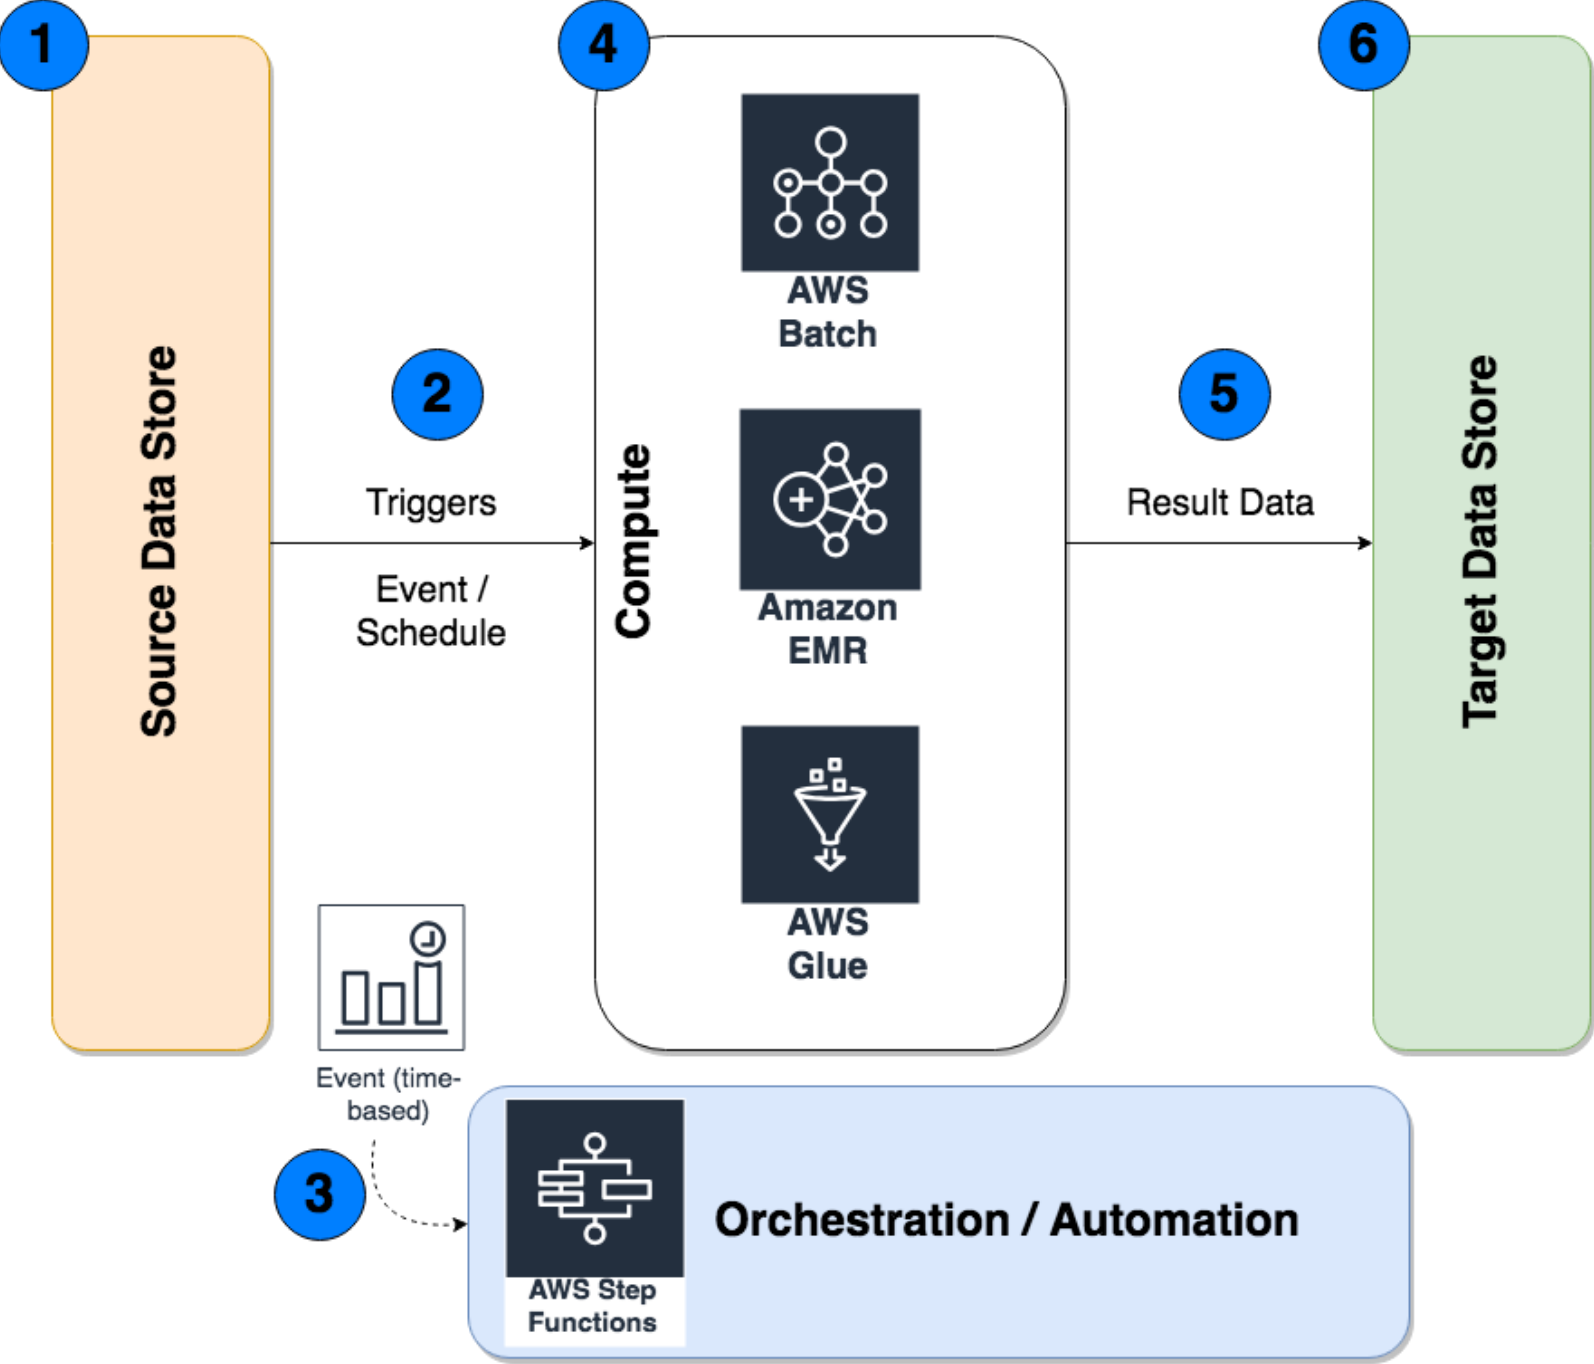 1
Source Data Store
2
Triggers
Event /
Schedule
Event (time-
based)
3
4
Compute
AWS
Batch
Amazon
EMR
AWS
Glue
5
Result Data
6
Target Data Store
AWS Step
Functions
Orchestration / Automation